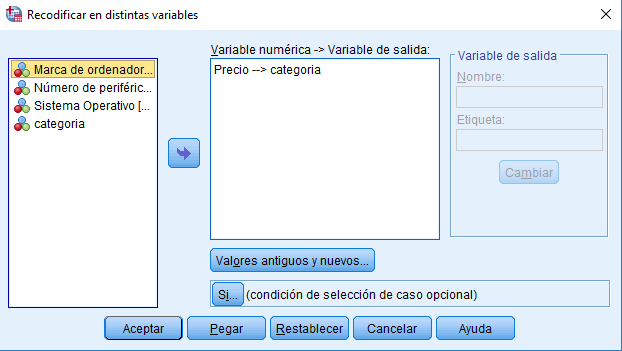 Recodificar en distintas variables
Variable numérica -> Variable de salida:
Marca de ordenador...
Número de periféric...
Sistema Operativo [...
categoria
Precio --> categoria
Variable de salida
Nombre:
Etiqueta:
Cambiar
Valores antiguos y nuevos...
Si... (condición de selección de caso opcional)
Aceptar Pegar Restablecer Cancelar Ayuda